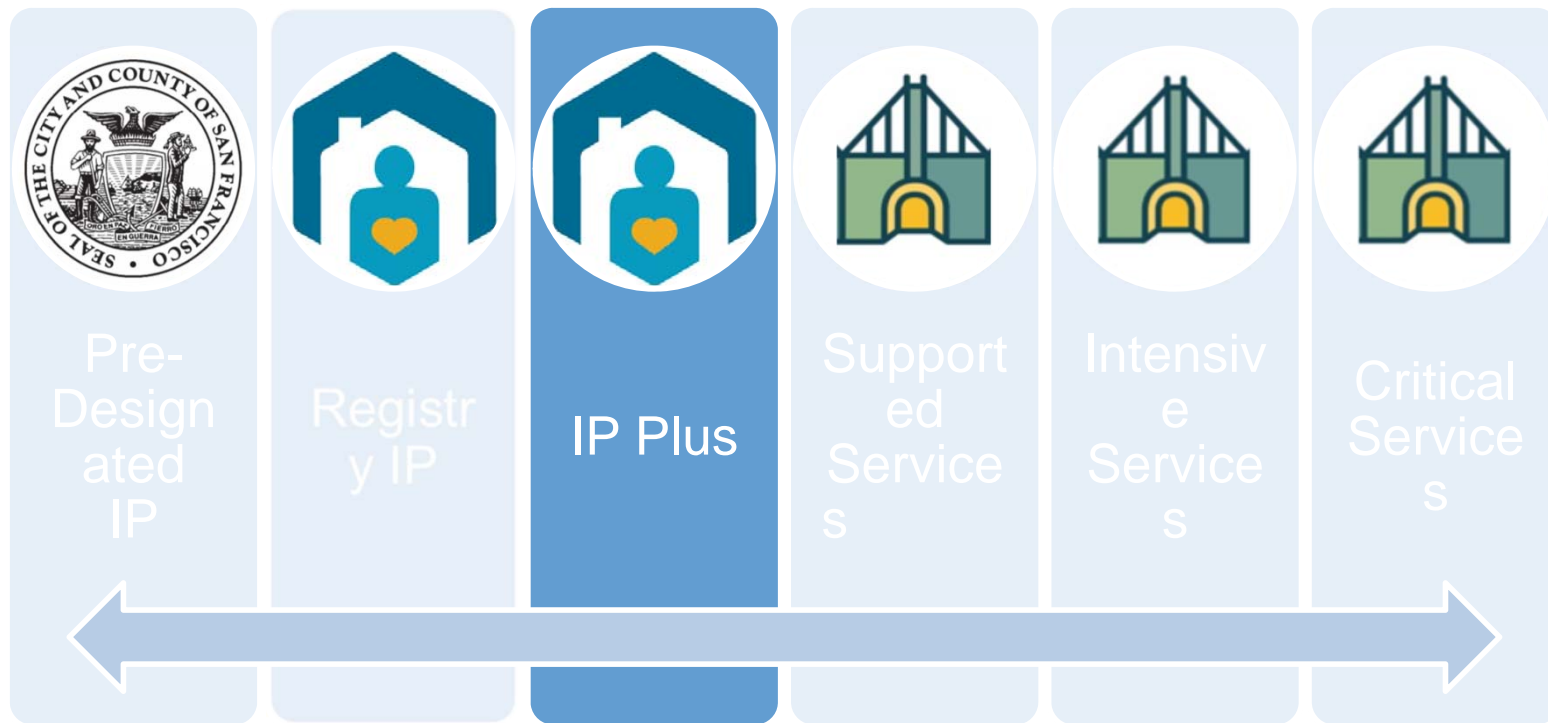 SEAL OF THE CITY AND COUNTY OF SAN FRANCISCO
ORO EN PAZ
FIERRO
EN GUERRA
Pre-
Design
ated
IP
Registr
y IP
IP Plus
Support
ed
Service
s
Intensiv
e
Service
s
Critical
Service
s